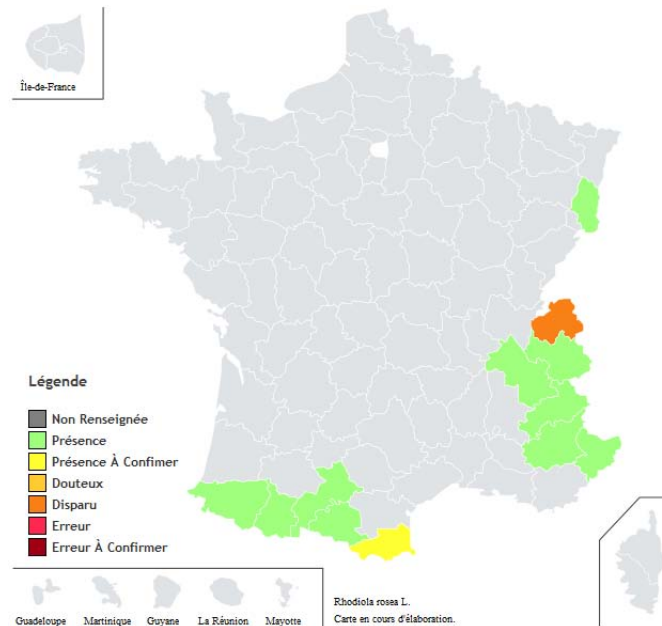 Île-de-France
Légende
Non Renseignée
Présence
Présence À Confimer
Douteux
Disparu
Erreur
Erreur À Confirmer
Guadeloupe Martinique Guyane La Réunion Mayotte
Rhodiola rosea L.
Carte en cours d'élaboration.